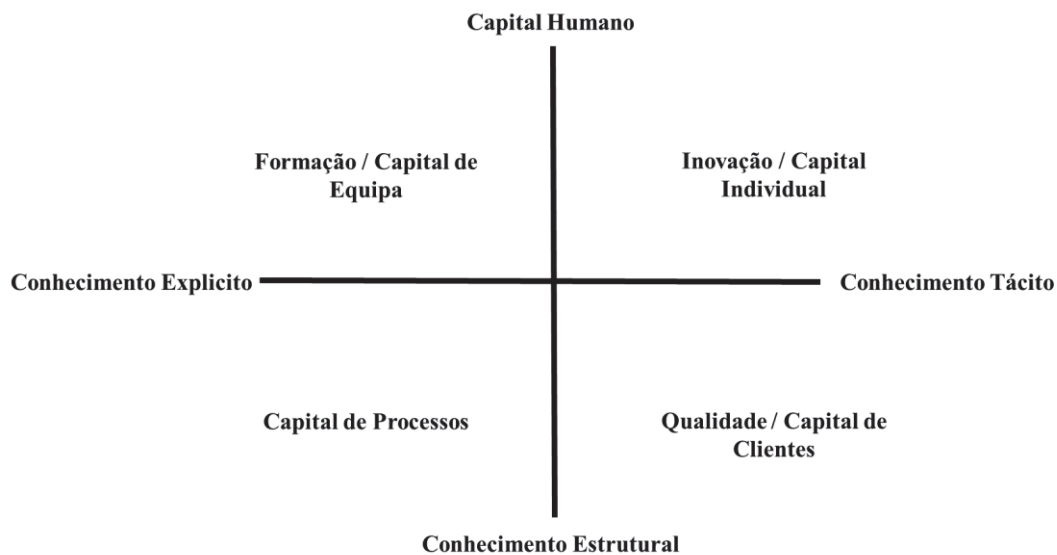 Capital Humano
Formação / Capital de
Equipa
Inovação / Capital
Individual
Conhecimento Explicito
Conhecimento Tácito
Capital de Processos
Qualidade / Capital de
Clientes
Conhecimento Estrutural